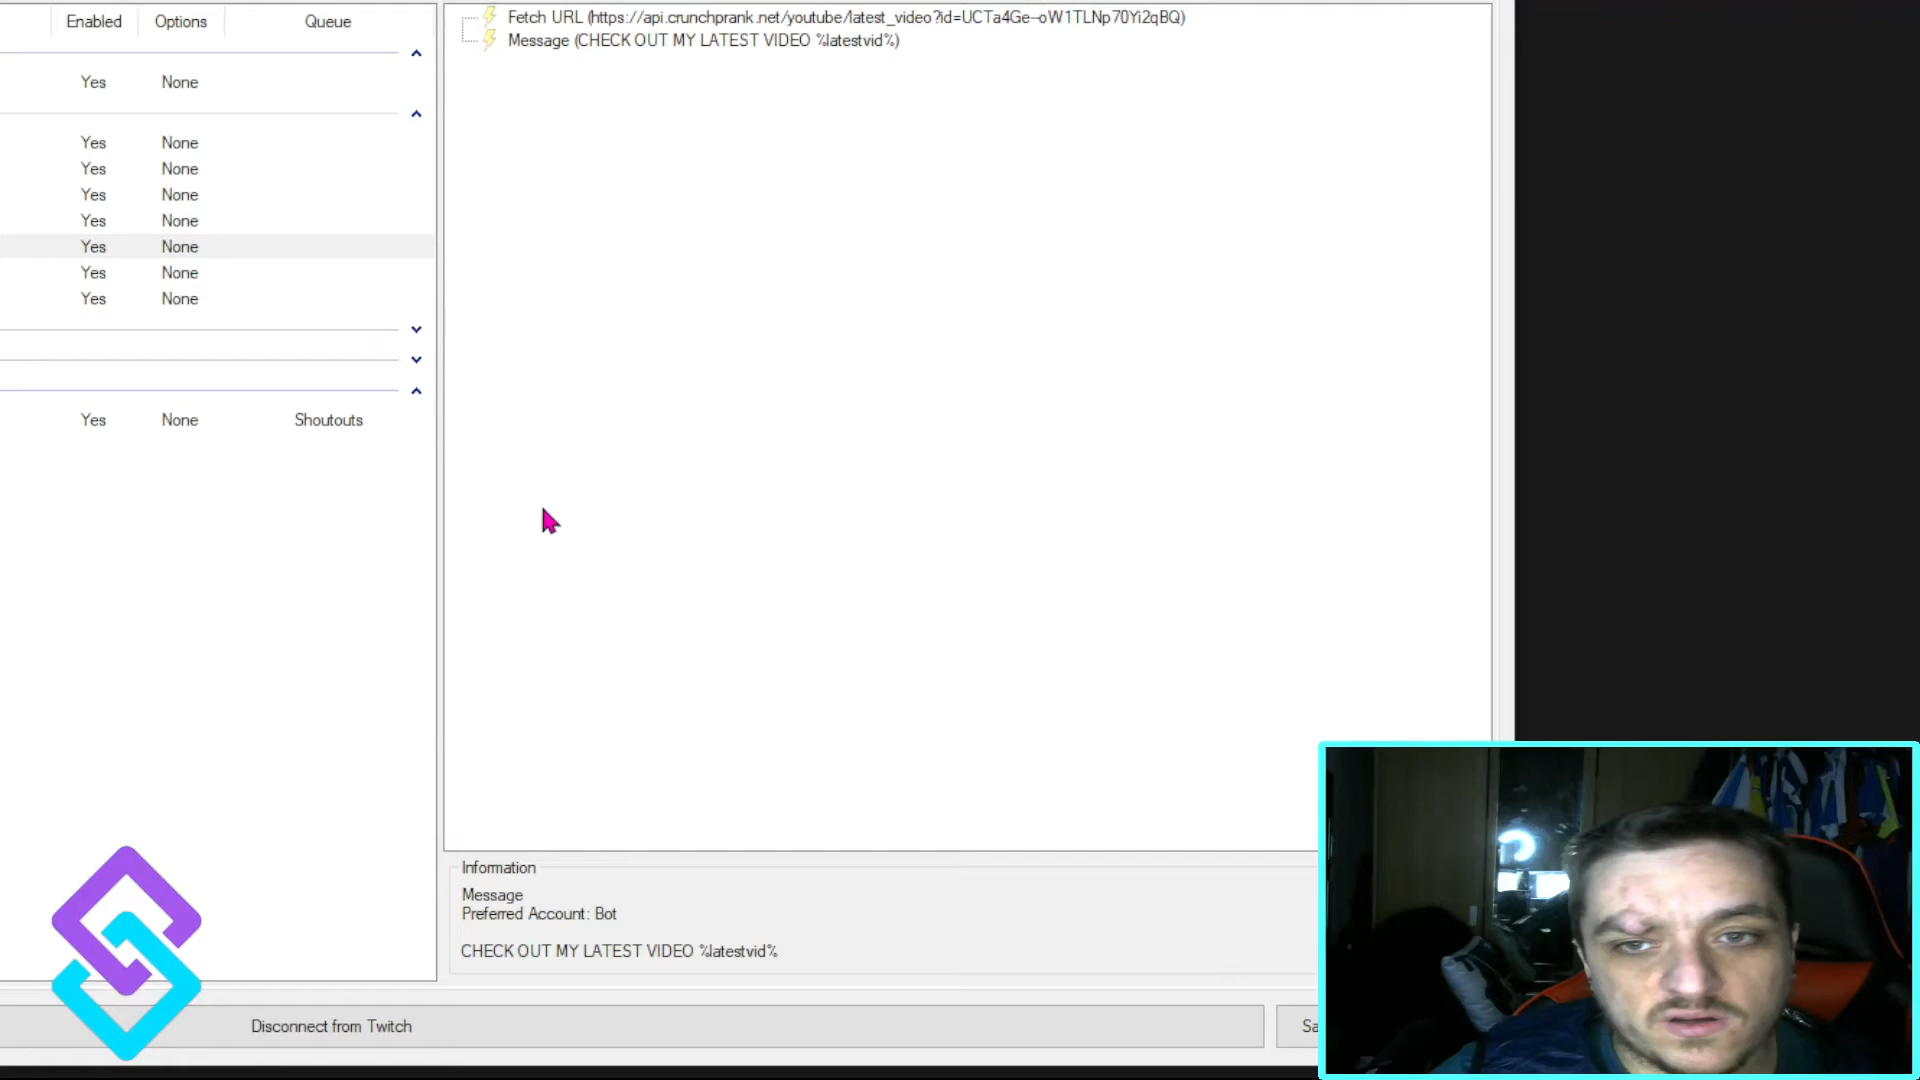 Enabled Options Queue
Yes None
Yes None
Yes None
Yes None
Yes None
Yes None
Yes None
Yes None
Yes None Shoutouts
Fetch URL (https://api.crunchprank.net/youtube/latest_video?id=UCTa4Ge--oW1TLNp70Yi2qBQ)
Message (CHECK OUT MY LATEST VIDEO %latestvid%)
Information
Message
Preferred Account: Bot
CHECK OUT MY LATEST VIDEO %latestvid%
Disconnect from Twitch